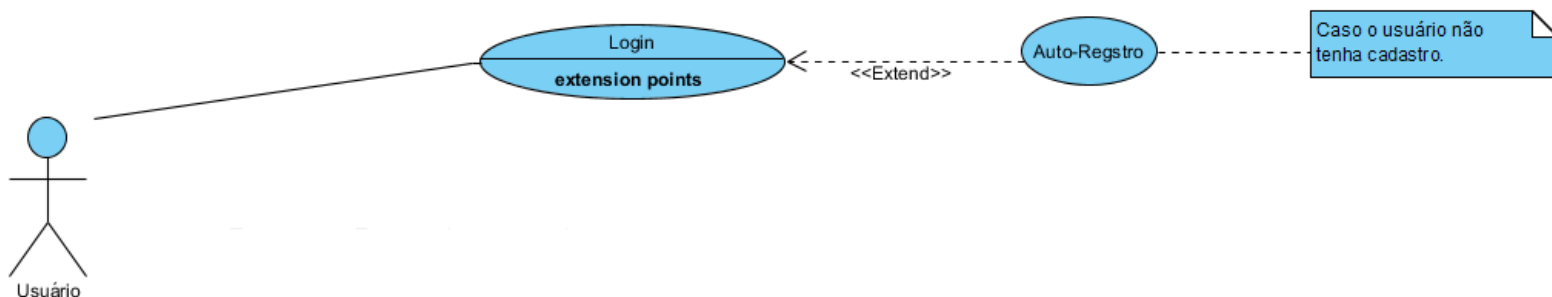 Login
extension points
<<Extend>>
Auto-Regstro
Caso o usuário não
tenha cadastro.
Usuário